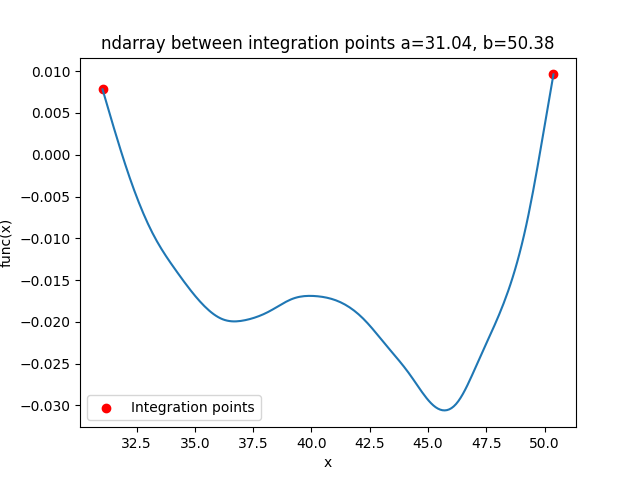 ndarray between integration points a=31.04, b=50.38
0.010
0.005
0.000
−0.005
−0.010
−0.015
−0.020
−0.025
−0.030
func(x)
Integration points
32.5 35.0 37.5 40.0 42.5 45.0 47.5 50.0
x